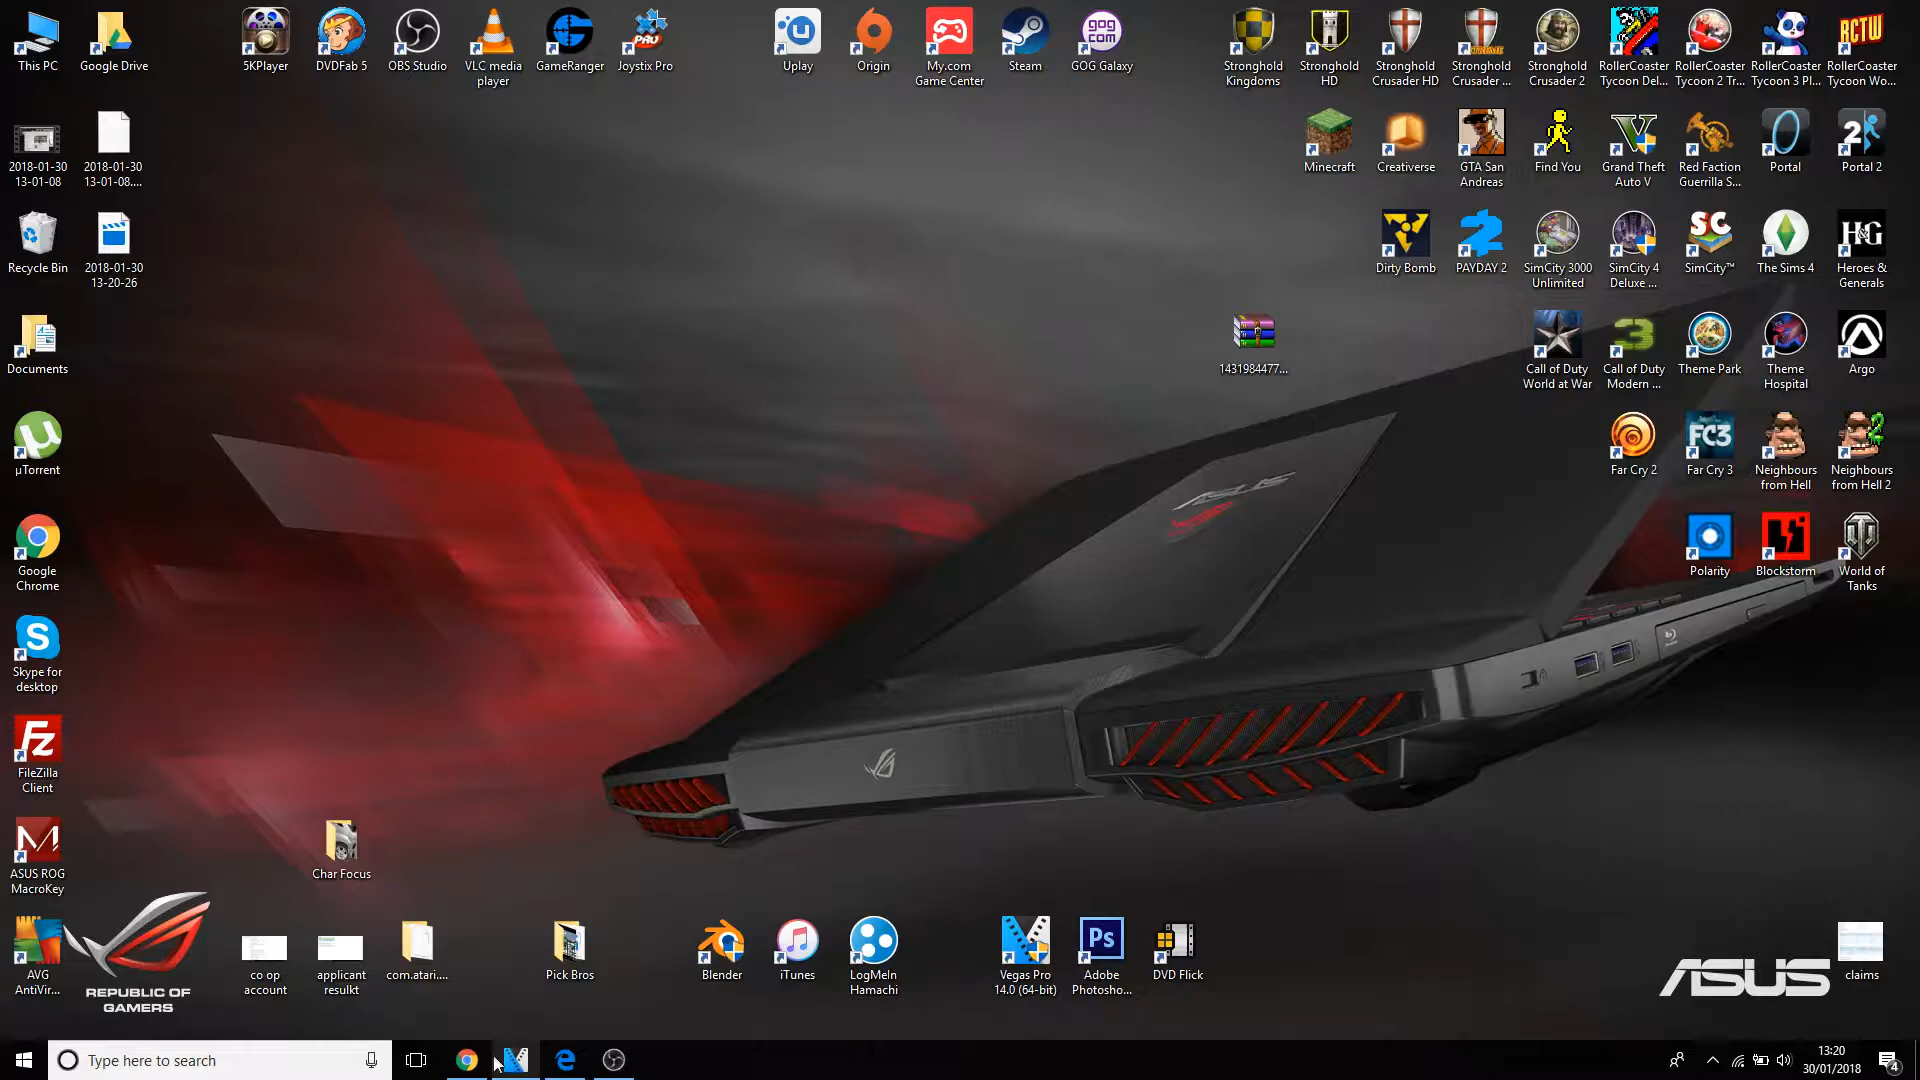 This PC
Google Drive
5KPlayer
DVDFab 5
OBS Studio
VLC media
player
GameRanger
Joystix Pro
Uplay
Origin
My.com
Game Center
Steam
GOG Galaxy
Stronghold
Kingdoms
Stronghold
HD
Stronghold
Crusader HD
Stronghold
Crusader ...
Stronghold
Crusader 2
RollerCoaster
Tycoon Del...
RollerCoaster
Tycoon 2 Tr...
RollerCoaster
Tycoon 3 Pl...
RollerCoaster
Tycoon Wo...
2018-01-30
13-01-08
2018-01-30
13-01-08....
Minecraft
Creativerse
GTA San
Andreas
Find You
Grand Theft
Auto V
Red Faction
Guerrilla S...
Portal
Portal 2
Recycle Bin
2018-01-30
13-20-26
Dirty Bomb
PAYDAY 2
SimCity 3000
Unlimited
SimCity 4
Deluxe ...
SimCity™
The Sims 4
Heroes &
Generals
Documents
1431984477...
Call of Duty
World at War
Call of Duty
Modern ...
Theme Park
Theme
Hospital
Argo
µTorrent
Far Cry 2
Far Cry 3
Neighbours
from Hell
Neighbours
from Hell 2
Google
Chrome
Polarity
Blockstorm
World of
Tanks
Skype for
desktop
FileZilla
Client
ASUS ROG
MacroKey
Char Focus
AVG
AntiVir...
REPUBLIC OF
GAMERS
co op
account
applicant
resulkt
com.atari....
Pick Bros
Blender
iTunes
LogMeIn
Hamachi
Vegas Pro
14.0 (64-bit)
Adobe
Photosho...
DVD Flick
ASUS
claims
Type here to search
13:20
30/01/2018
4